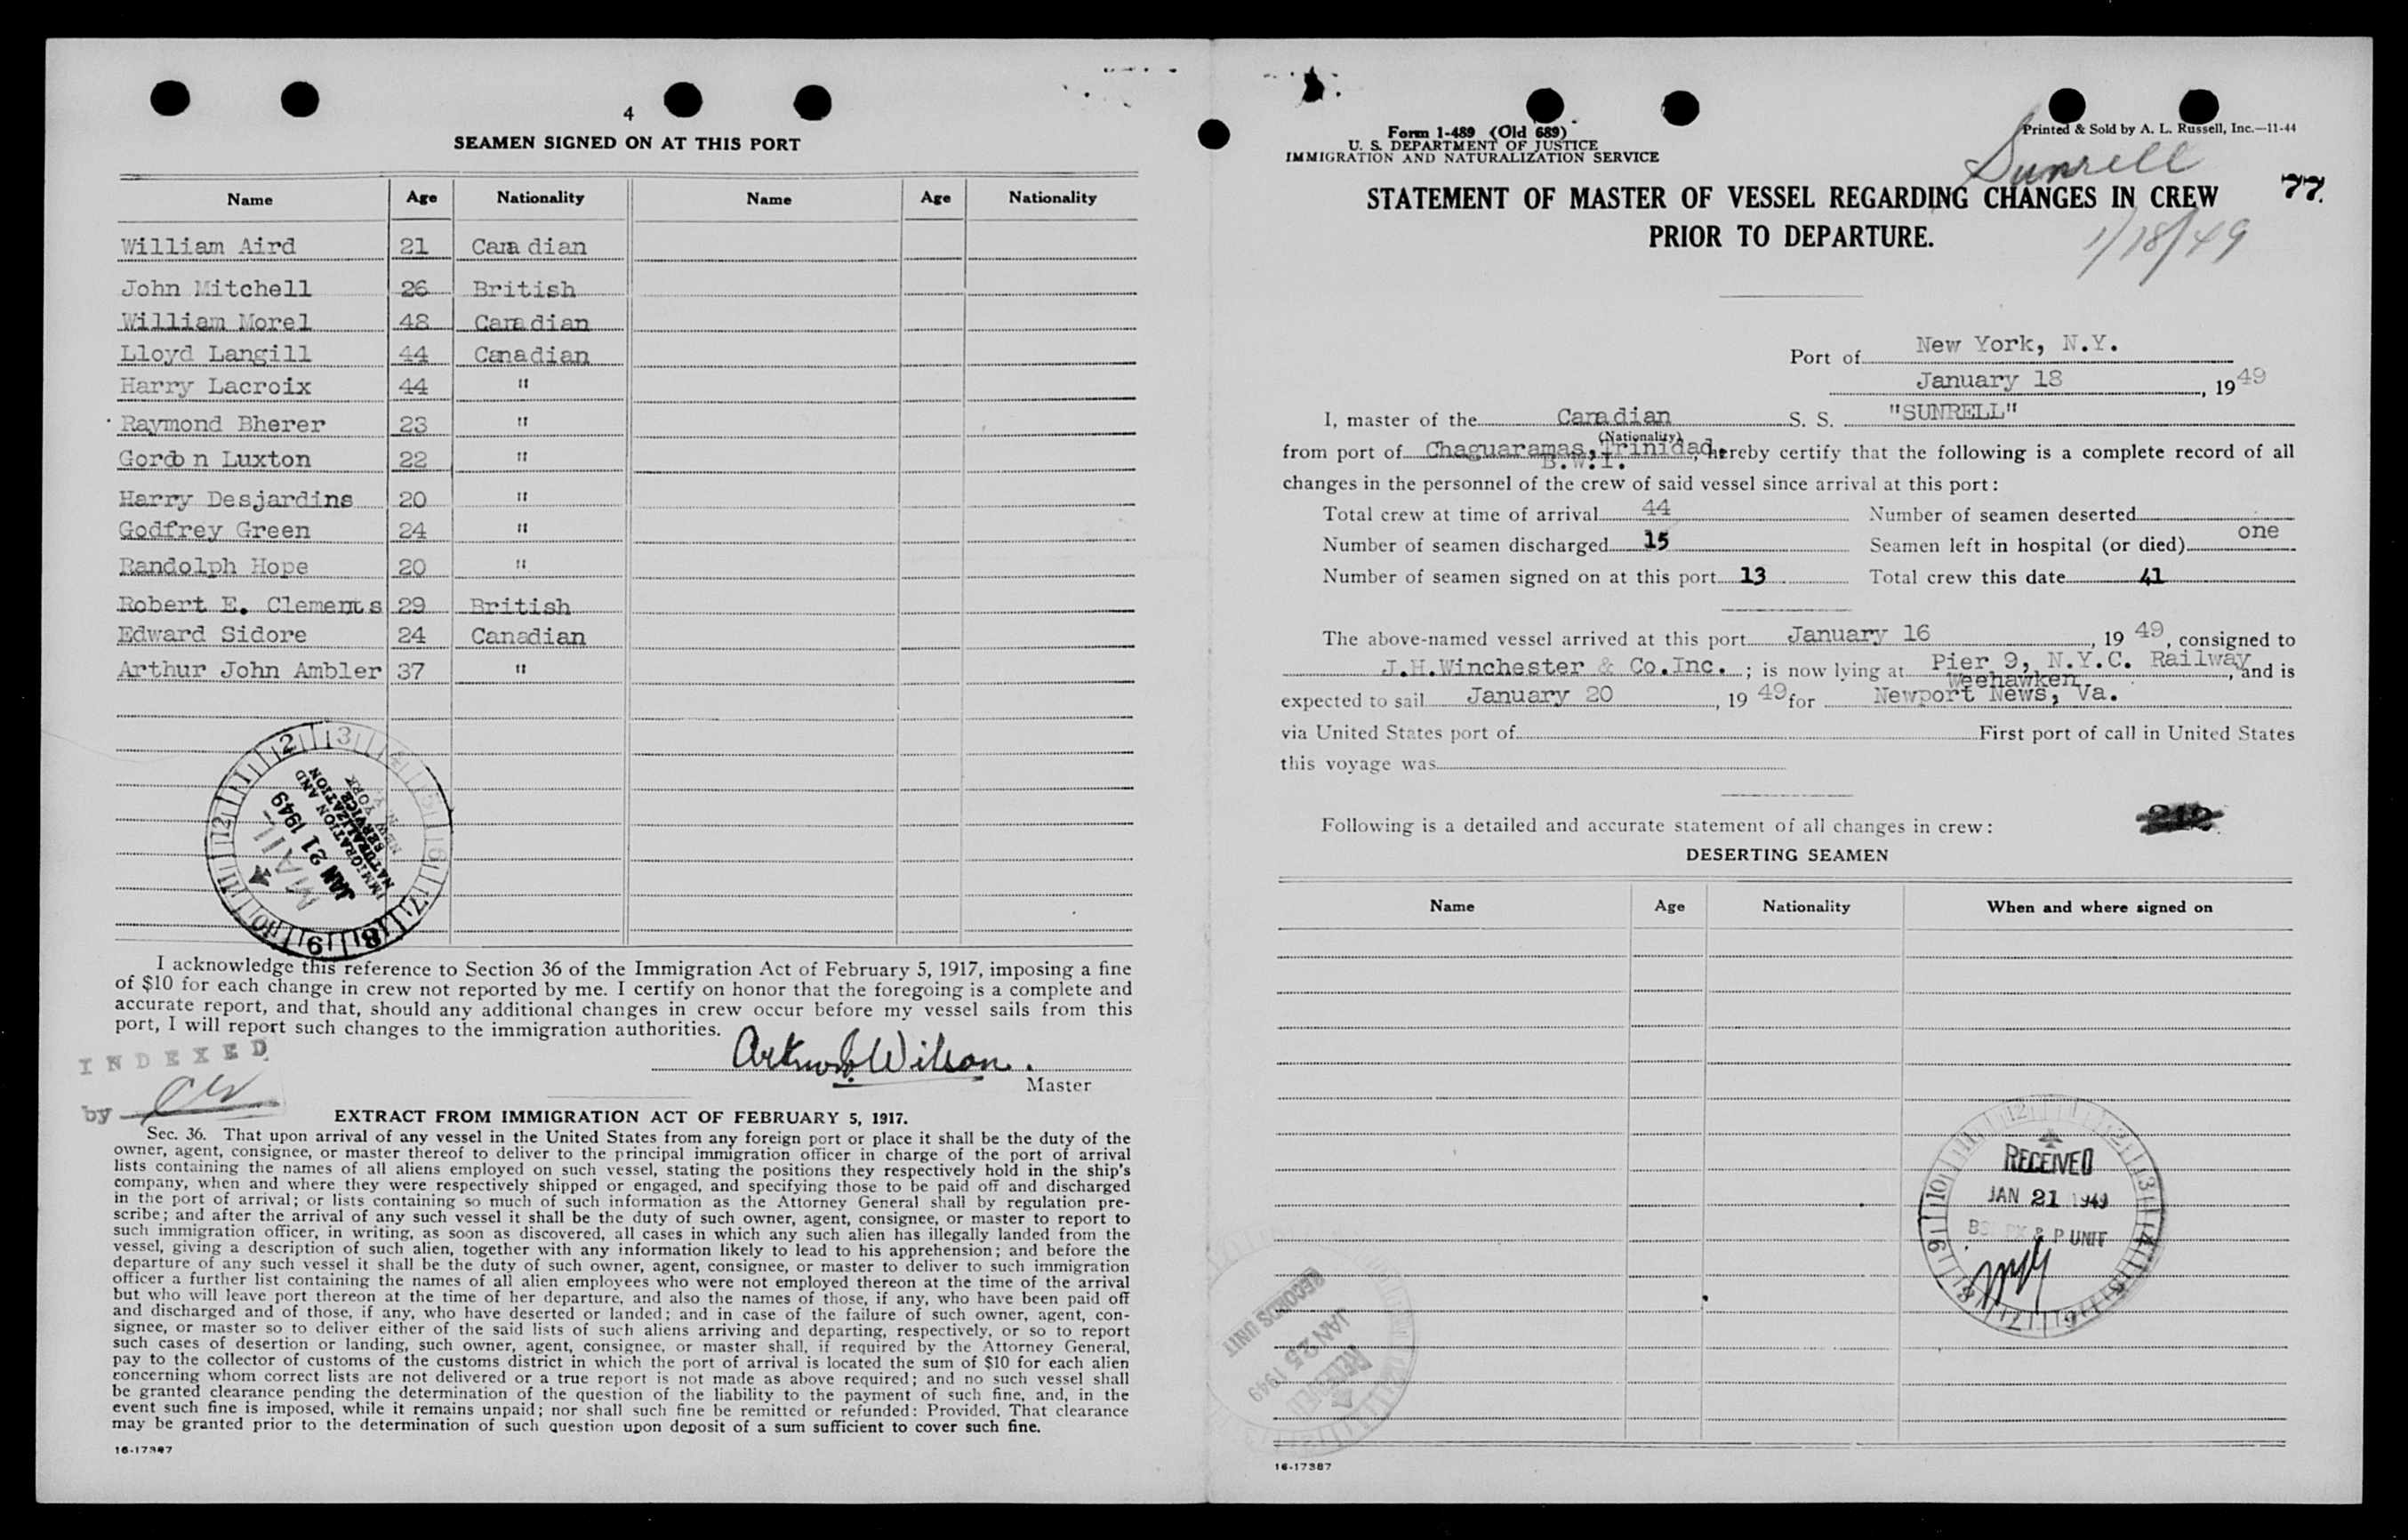 4
SEAMEN SIGNED ON AT THIS PORT
Name Age Nationality Name Age Nationality
William Aird 21 Cana dian
John Mitchell 26 British
William Morel 48 Cana dian
Lloyd Langill 44 Canadian
Harry Lacroix 44 "
Raymond Bherer 23 "
Gordo n Luxton 22 "
Harry Desjardins 20 "
Godfrey Green 24 "
Randolph Hope 20 "
Robert E. Clements 29 British
Edward Sidore 24 Canadian
Arthur John Ambler 37 "
MAIL
JAN 21 1949
IMMIGRATION AND
NATURALIZATION
SERVICE
NEW YORK
I acknowledge this reference to Section 36 of the Immigration Act of February 5, 1917, imposing a fine
of $10 for each change in crew not reported by me. I certify on honor that the foregoing is a complete and
accurate report, and that, should any additional changes in crew occur before my vessel sails from this
port, I will report such changes to the immigration authorities.
INDEXED
by
Wilson.
Master
EXTRACT FROM IMMIGRATION ACT OF FEBRUARY 5, 1917.
Sec. 36. That upon arrival of any vessel in the United States from any foreign port or place it shall be the duty of the
owner, agent, consignee, or master thereof to deliver to the principal immigration officer in charge of the port of arrival
lists containing the names of all aliens employed on such vessel, stating the positions they respectively hold in the ship's
company, when and where they were respectively shipped or engaged, and specifying those to be paid off and discharged
in the port of arrival; or lists containing so much of such information as the Attorney General shall by regulation pre-
scribe; and after the arrival of any such vessel it shall be the duty of such owner, agent, consignee, or master to report to
such immigration officer, in writing, as soon as discovered, all cases in which any such alien has illegally landed from the
vessel, giving a description of such alien, together with any information likely to lead to his apprehension; and before the
departure of any such vessel it shall be the duty of such owner, agent, consignee, or master to deliver to such immigration
officer a further list containing the names of all alien employees who were not employed thereon at the time of the arrival
but who will leave port thereon at the time of her departure, and also the names of those, if any, who have been paid off
and discharged and of those, if any, who have deserted or landed; and in case of the failure of such owner, agent, con-
signee, or master so to deliver either of the said lists of such aliens arriving and departing, respectively, or so to report
such cases of desertion or landing, such owner, agent, consignee, or master shall, if required by the Attorney General,
pay to the collector of customs of the customs district in which the port of arrival is located the sum of $10 for each alien
concerning whom correct lists are not delivered or a true report is not made as above required; and no such vessel shall
be granted clearance pending the determination of the question of the liability to the payment of such fine, and, in the
event such fine is imposed, while it remains unpaid; nor shall such fine be remitted or refunded: Provided, That clearance
may be granted prior to the determination of such question upon deposit of a sum sufficient to cover such fine.
16-17387
Form 1-489 (Old 689)
U. S. DEPARTMENT OF JUSTICE
IMMIGRATION AND NATURALIZATION SERVICE
Printed & Sold by A. L. Russell, Inc.—11-44
Sunrell
77.
STATEMENT OF MASTER OF VESSEL REGARDING CHANGES IN CREW
PRIOR TO DEPARTURE.
1/18/49
Port of New York, N.Y.
January 18, 1949
I, master of the Canadian S. S. "SUNRELL"
(Nationality)
from port of Chaguaramas, Trinidad, hereby certify that the following is a complete record of all
B.W.I.
changes in the personnel of the crew of said vessel since arrival at this port:
Total crew at time of arrival 44 Number of seamen deserted
Number of seamen discharged 15 Seamen left in hospital (or died) one
Number of seamen signed on at this port 13 Total crew this date 41
The above-named vessel arrived at this port January 16, 19 49, consigned to
J.H.Winchester & Co.Inc. ; is now lying at Pier 9, N.Y.C. Railway, and is
Weehawken
expected to sail January 20, 19 49 for Newport News, Va.
via United States port of First port of call in United States
this voyage was
Following is a detailed and accurate statement of all changes in crew:
DESERTING SEAMEN
Name Age Nationality When and where signed on
RECEIVED
JAN 21 1949
P UNIT
RECEIVED
JAN 25 1949
RECORDS UNIT
16-17387